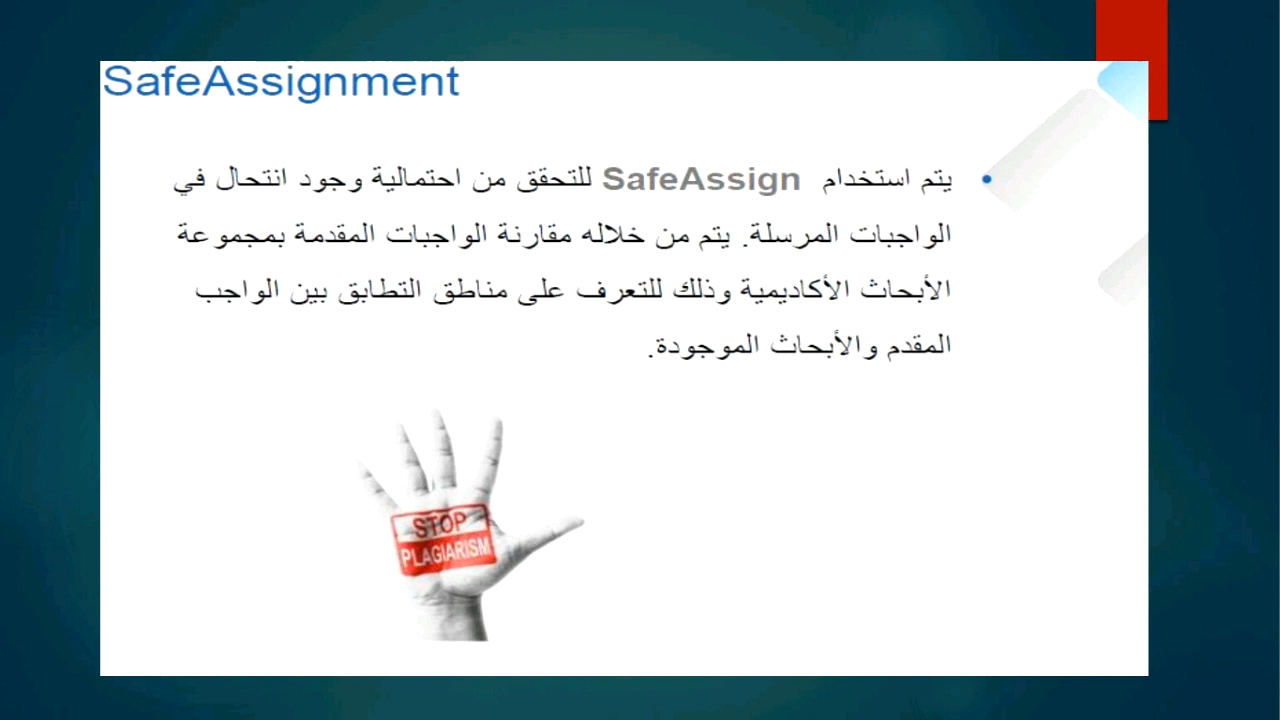 SafeAssignment
• يتم استخدام SafeAssign للتحقق من احتمالية وجود انتحال في
الواجبات المرسلة. يتم من خلاله مقارنة الواجبات المقدمة بمجموعة
الأبحاث الأكاديمية وذلك للتعرف على مناطق التطابق بين الواجب
المقدم والأبحاث الموجودة.
STOP
PLAGIARISM